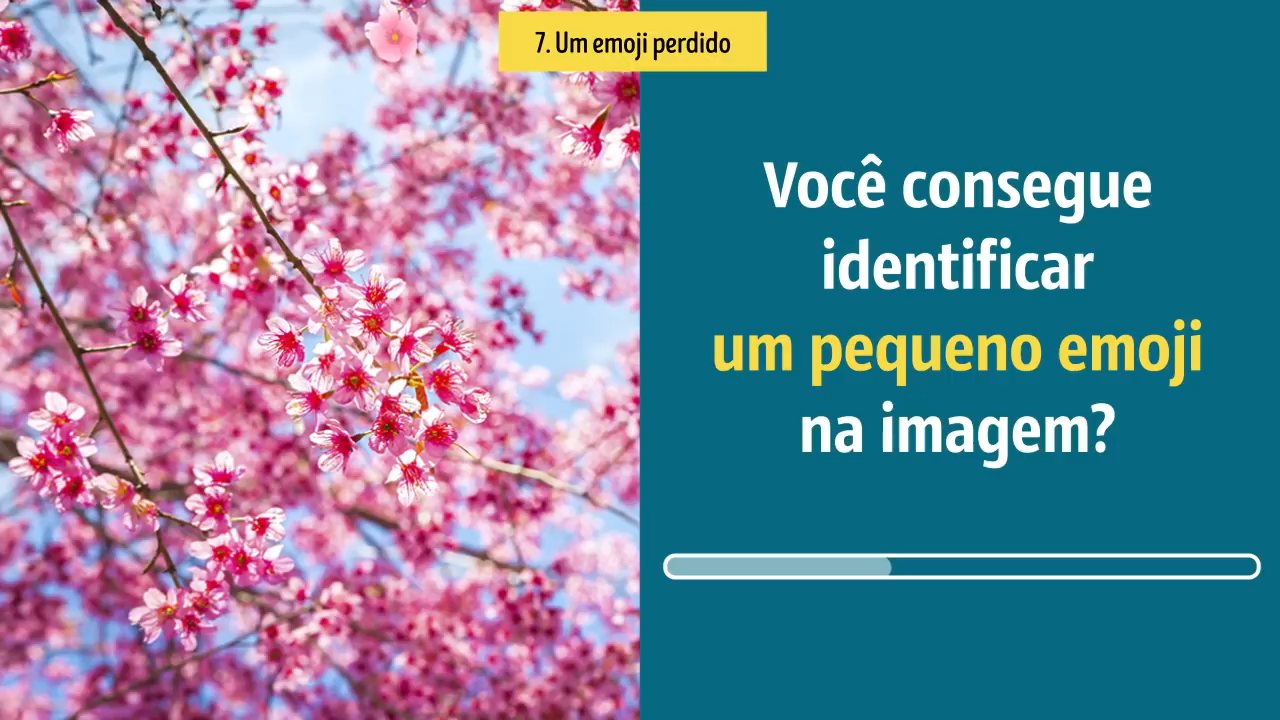 7. Um emoji perdido
Você consegue
identificar
um pequeno emoji
na imagem?